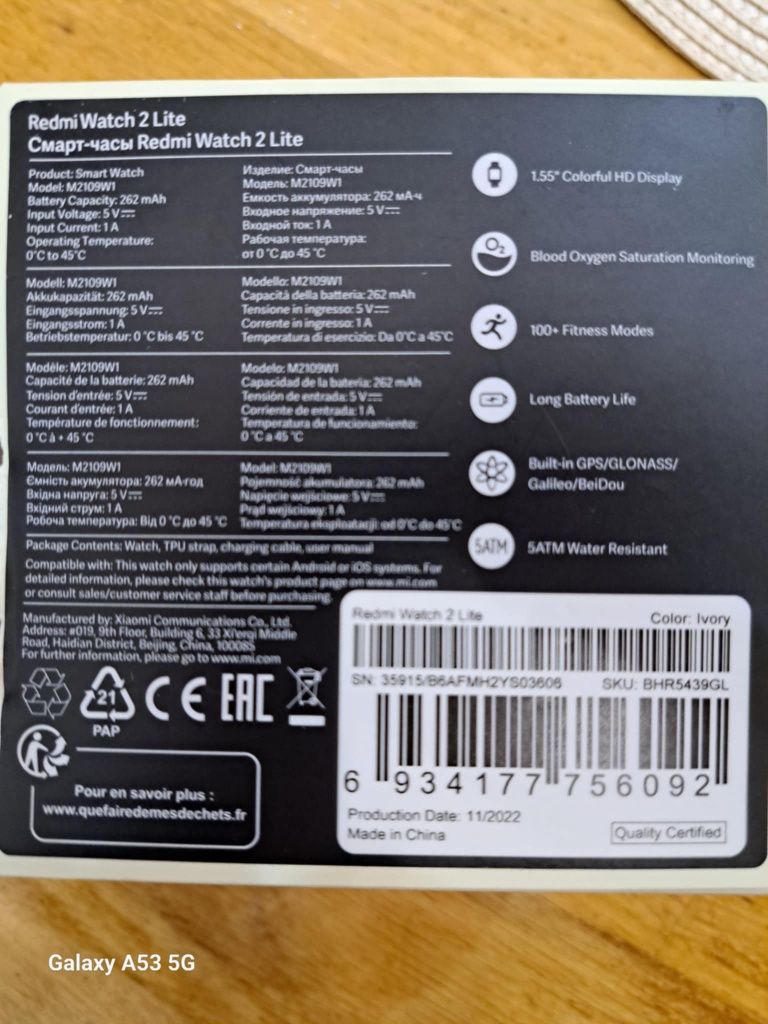 Redmi Watch 2 Lite
Смарт-часы Redmi Watch 2 Lite
Product: Smart Watch
Model: M2109W1
Battery Capacity: 262 mAh
Input Voltage: 5 V⎓
Input Current: 1 A
Operating Temperature:
0°C to 45°C
Изделие: Смарт-часы
Модель: M2109W1
Емкость аккумулятора: 262 мА·ч
Входное напряжение: 5 V⎓
Входной ток: 1 A
Рабочая температура:
от 0 °C до 45 °C
Modell: M2109W1
Akkukapazität: 262 mAh
Eingangsspannung: 5 V⎓
Eingangsstrom: 1 A
Betriebstemperatur: 0 °C bis 45 °C
Modello: M2109W1
Capacità della batteria: 262 mAh
Tensione in ingresso: 5 V⎓
Corrente in ingresso: 1 A
Temperatura di esercizio: Da 0°C a 45°C
Modèle: M2109W1
Capacité de la batterie: 262 mAh
Tension d'entrée: 5 V⎓
Courant d'entrée: 1 A
Température de fonctionnement:
0 °C à + 45 °C
Modelo: M2109W1
Capacidad de la batería: 262 mAh
Tensión de entrada: 5 V⎓
Corriente de entrada: 1 A
Temperatura de funcionamiento:
0 °C a 45 °C
Модель: M2109W1
Ємність акумулятора: 262 мА·год
Вхідна напруга: 5 V⎓
Вхідний струм: 1 A
Робоча температура: Від 0 °C до 45 °C
Model: M2109W1
Pojemność akumulatora: 262 mAh
Napięcie wejściowe: 5 V⎓
Prąd wejściowy: 1 A
Temperatura eksploatacji: od 0°C do 45°C
Package Contents: Watch, TPU strap, charging cable, user manual
Compatible with: This watch only supports certain Android or iOS systems. For
detailed information, please check this watch's product page on www.mi.com
or consult sales/customer service staff before purchasing.
Manufactured by: Xiaomi Communications Co., Ltd.
Address: #019, 9th Floor, Building 6, 33 Xi'erqi Middle
Road, Haidian District, Beijing, China, 100085
For further information, please go to www.mi.com
21
PAP
CE EAC
Pour en savoir plus :
www.quefairedemesdechets.fr
1.55" Colorful HD Display
O₂
Blood Oxygen Saturation Monitoring
100+ Fitness Modes
Long Battery Life
Built-in GPS/GLONASS/
Galileo/BeiDou
5ATM
5ATM Water Resistant
Redmi Watch 2 Lite
Color: Ivory
SN: 35915/B6AFMH2YS03606
SKU: BHR5439GL
6 934177 756092
Production Date: 11/2022
Made in China
Quality Certified
Galaxy A53 5G